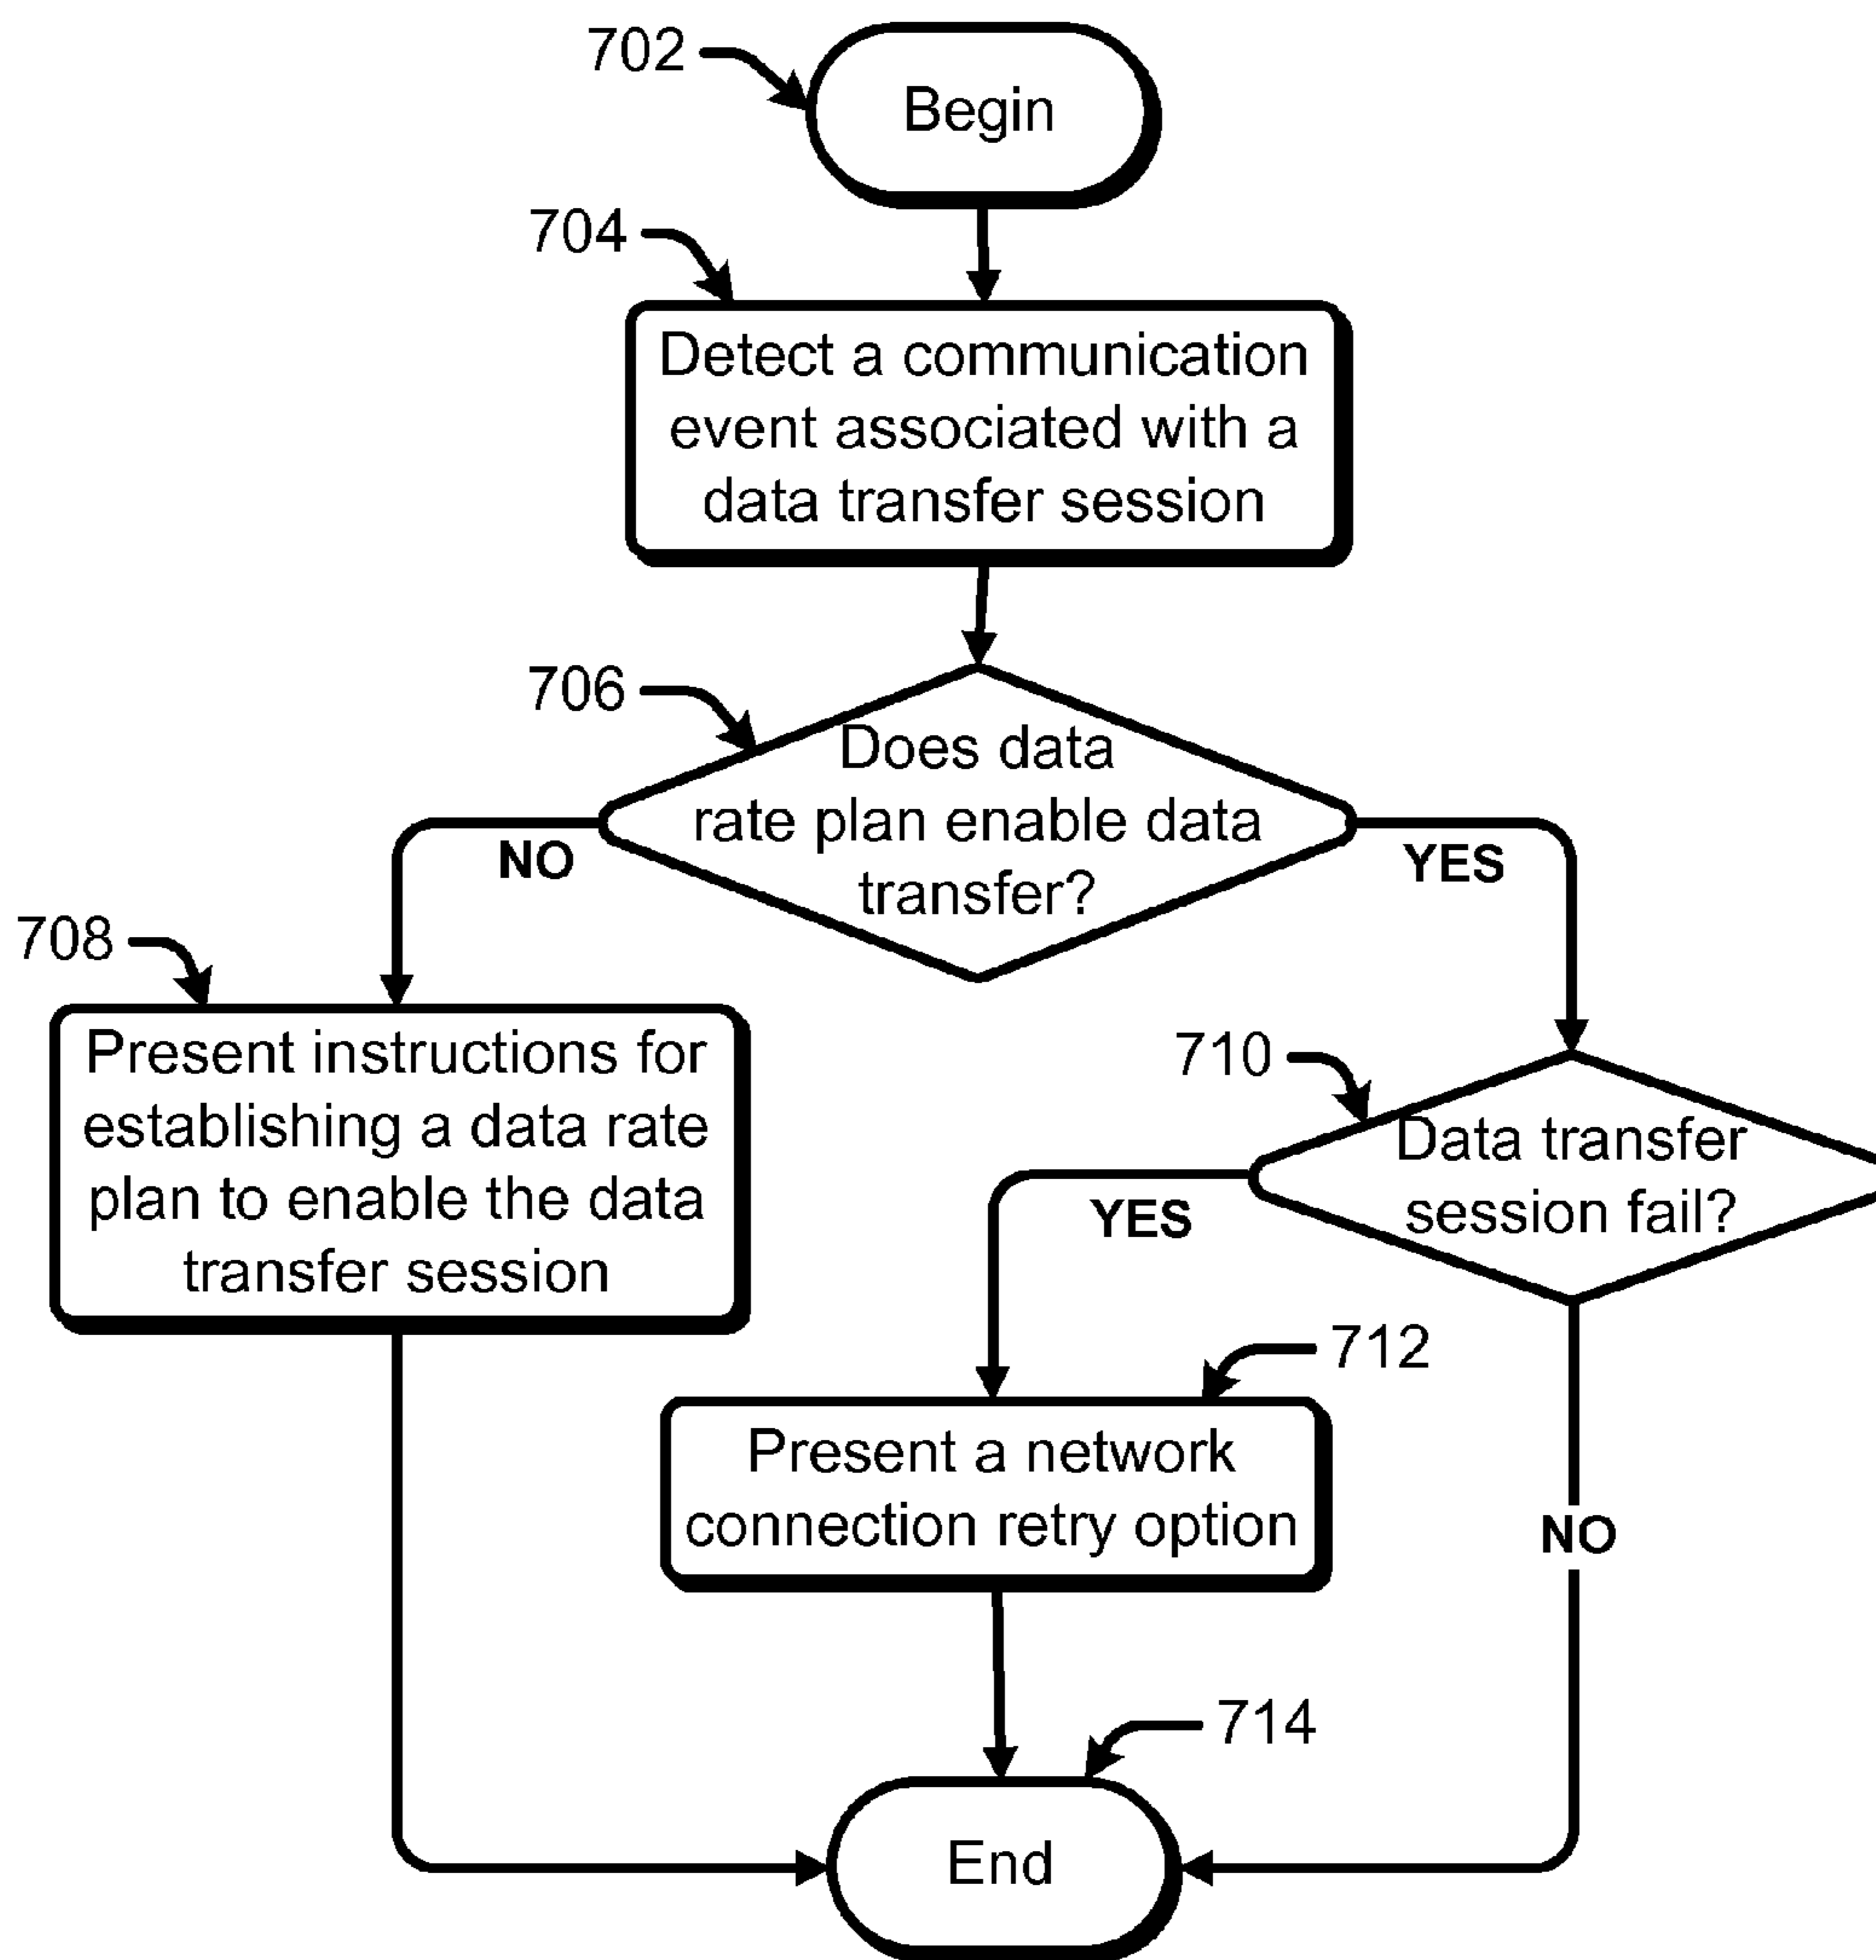 702
Begin
704
Detect a communication
event associated with a
data transfer session
706
Does data
rate plan enable data
transfer?
NO
YES
708
Present instructions for
establishing a data rate
plan to enable the data
transfer session
710
Data transfer
session fail?
YES
712
Present a network
connection retry option
NO
714
End